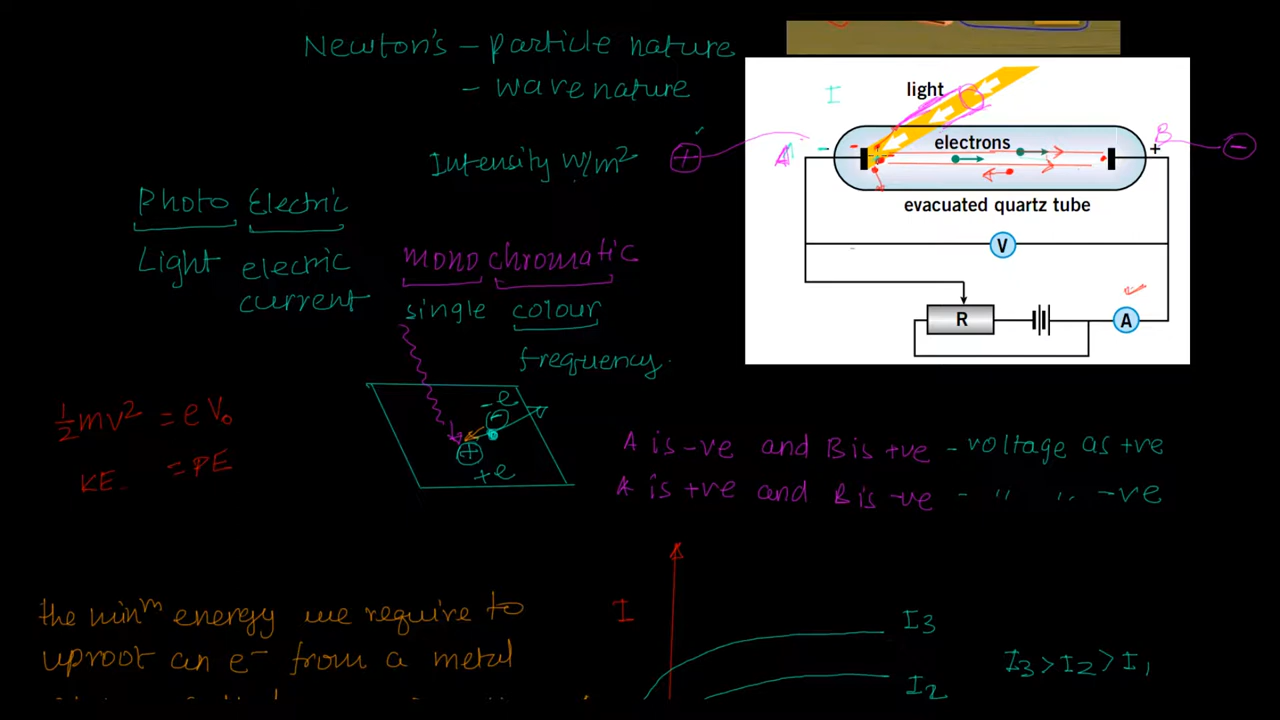 Newton's - particle nature
- wave nature
Intensity W/m²
Photo Electric
Light electric
current
mono chromatic
single colour
frequency.
½mv² = eV₀
KE. = PE
-e
−
+
+e
I
light
electrons
A
−
B
+
+
−
evacuated quartz tube
V
R
A
A is -ve and B is +ve - voltage as +ve
A is +ve and B is -ve - " " -ve
the minᵐ energy we require to
uproot an e⁻ from a metal
I
I₃
I₂
I₃ > I₂ > I₁